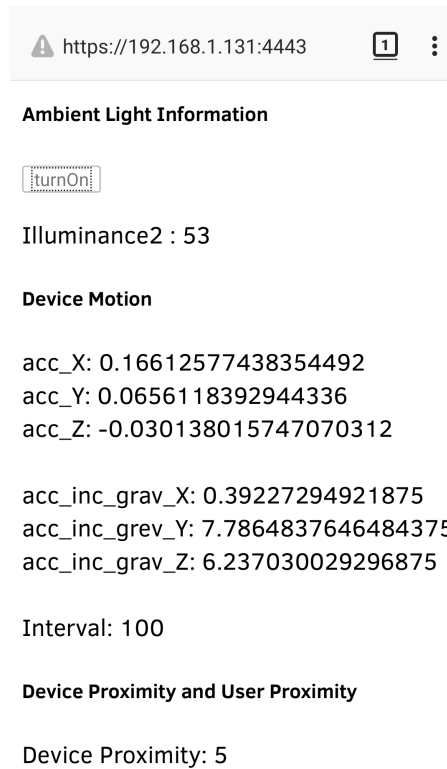 https://192.168.1.131:4443
1
Ambient Light Information
turnOn
Illuminance2 : 53
Device Motion
acc_X: 0.16612577438354492
acc_Y: 0.0656118392944336
acc_Z: -0.030138015747070312
acc_inc_grav_X: 0.39227294921875
acc_inc_grev_Y: 7.7864837646484375
acc_inc_grav_Z: 6.237030029296875
Interval: 100
Device Proximity and User Proximity
Device Proximity: 5